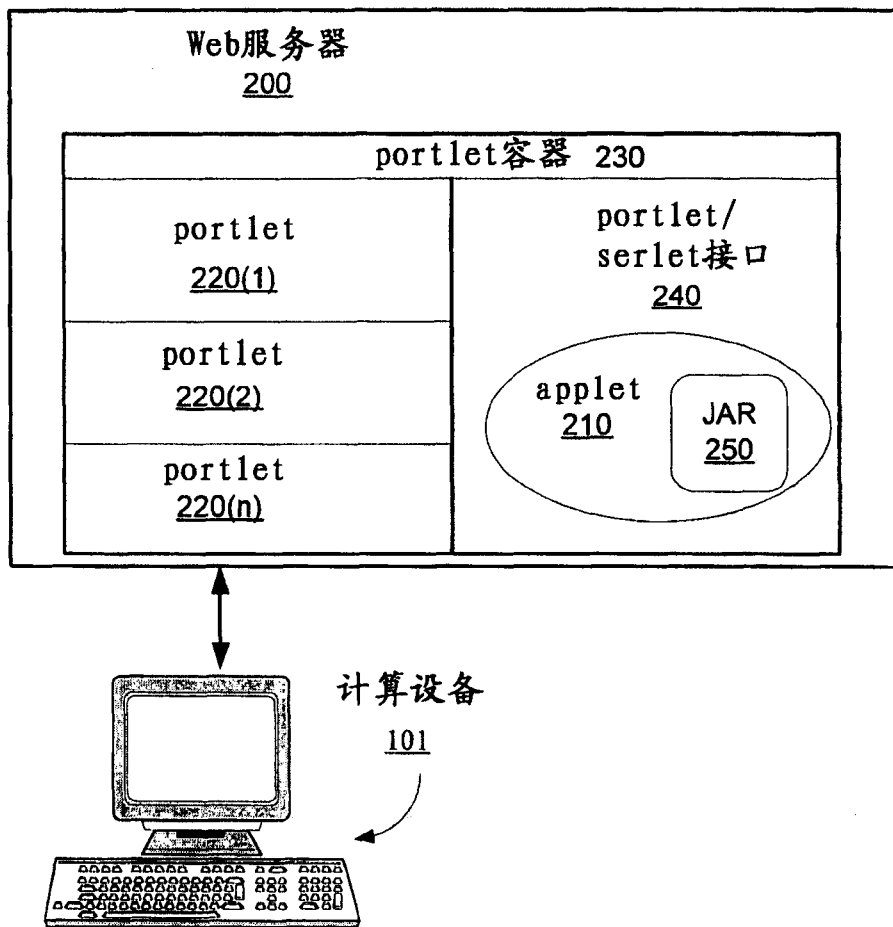 Web服务器
200
portlet容器 230
portlet
220(1)
portlet
220(2)
portlet
220(n)
portlet/
serlet接口
240
applet
210
JAR
250
计算设备
101